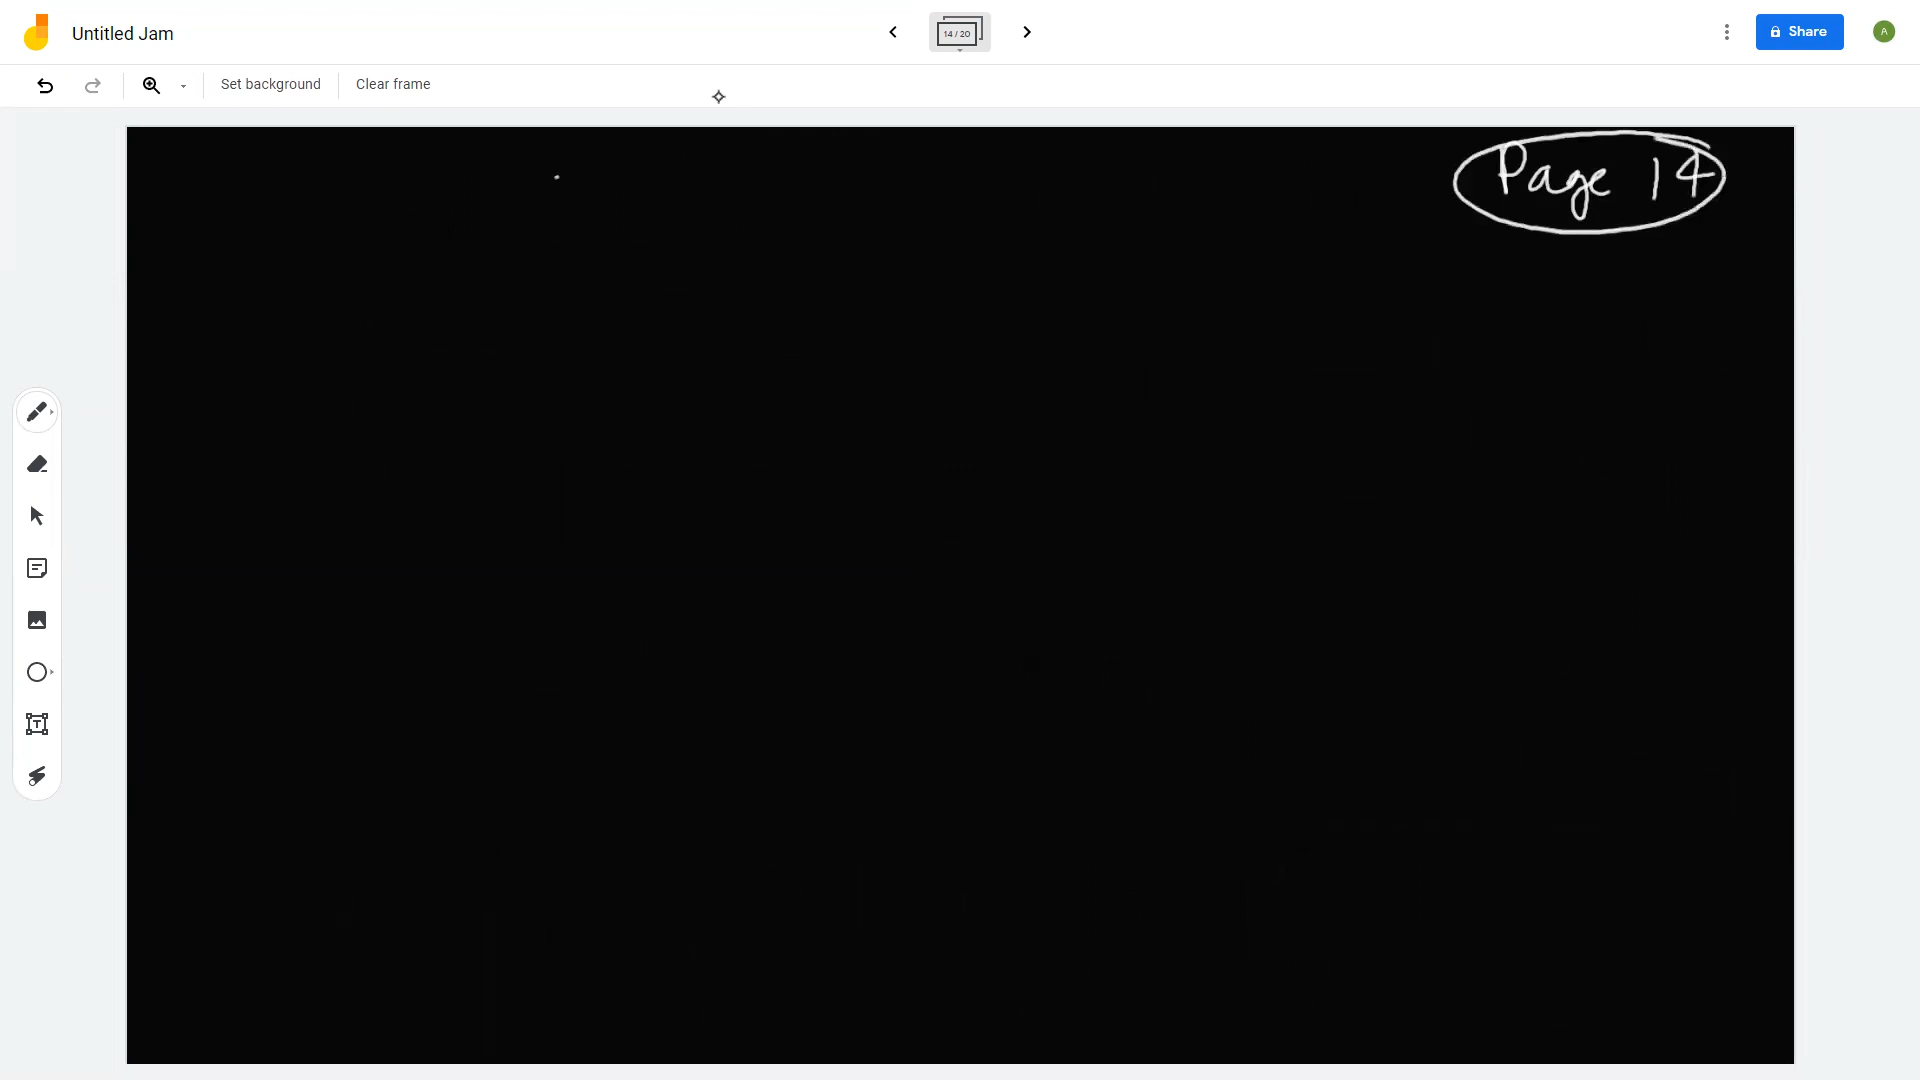 Untitled Jam
14 / 20
Share
A
Set background
Clear frame
Page 14
T